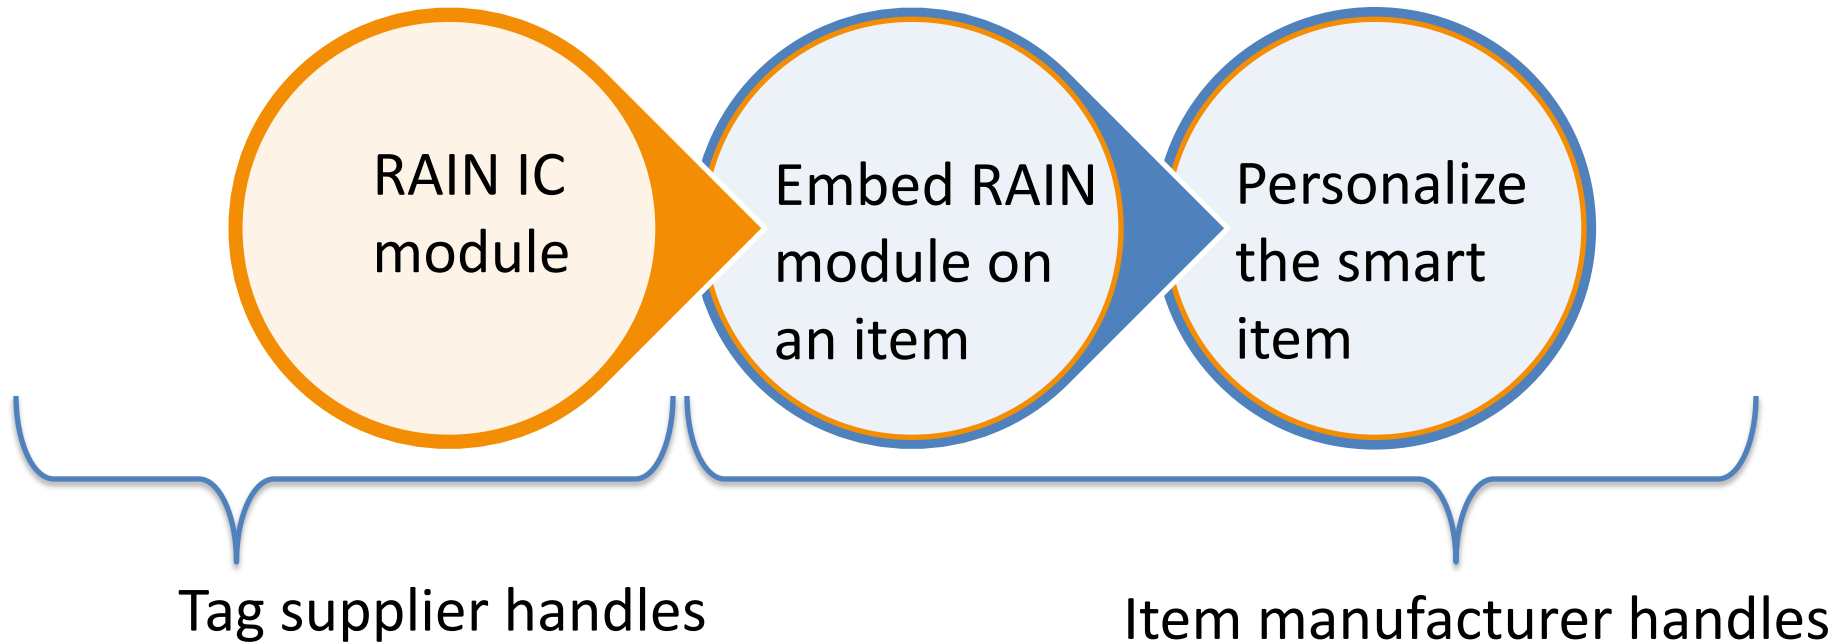 RAIN IC
module
Embed RAIN
module on
an item
Personalize
the smart
item
Tag supplier handles
Item manufacturer handles